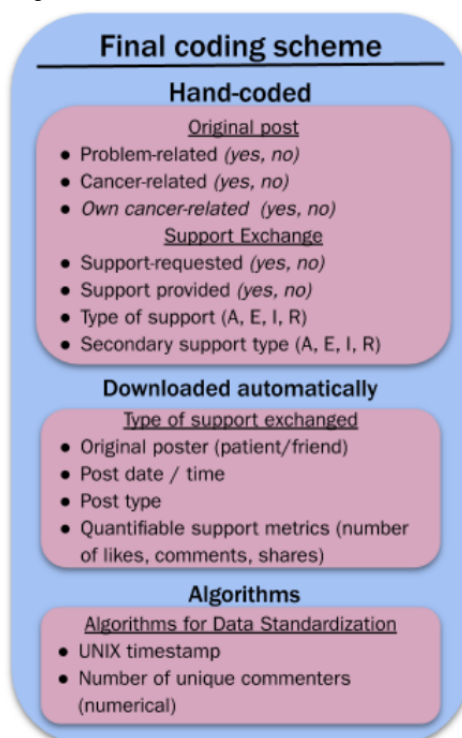 Final coding scheme
Hand-coded
Original post
● Problem-related (yes, no)
● Cancer-related (yes, no)
● Own cancer-related (yes, no)
Support Exchange
● Support-requested (yes, no)
● Support provided (yes, no)
● Type of support (A, E, I, R)
● Secondary support type (A, E, I, R)
Downloaded automatically
Type of support exchanged
● Original poster (patient/friend)
● Post date / time
● Post type
● Quantifiable support metrics (number
of likes, comments, shares)
Algorithms
Algorithms for Data Standardization
● UNIX timestamp
● Number of unique commenters
(numerical)